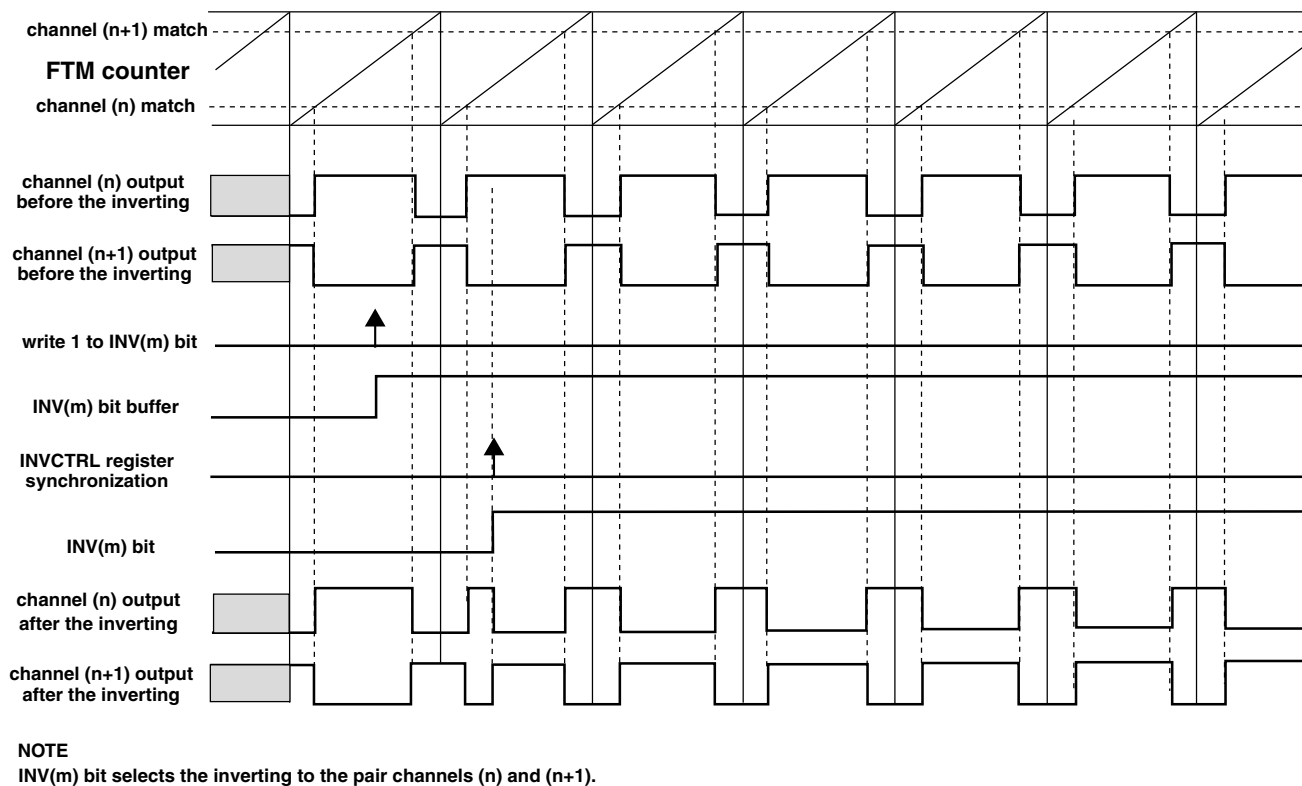 channel (n+1) match
FTM counter
channel (n) match
channel (n) output
before the inverting
channel (n+1) output
before the inverting
write 1 to INV(m) bit
INV(m) bit buffer
INVCTRL register
synchronization
INV(m) bit
channel (n) output
after the inverting
channel (n+1) output
after the inverting
NOTE
INV(m) bit selects the inverting to the pair channels (n) and (n+1).